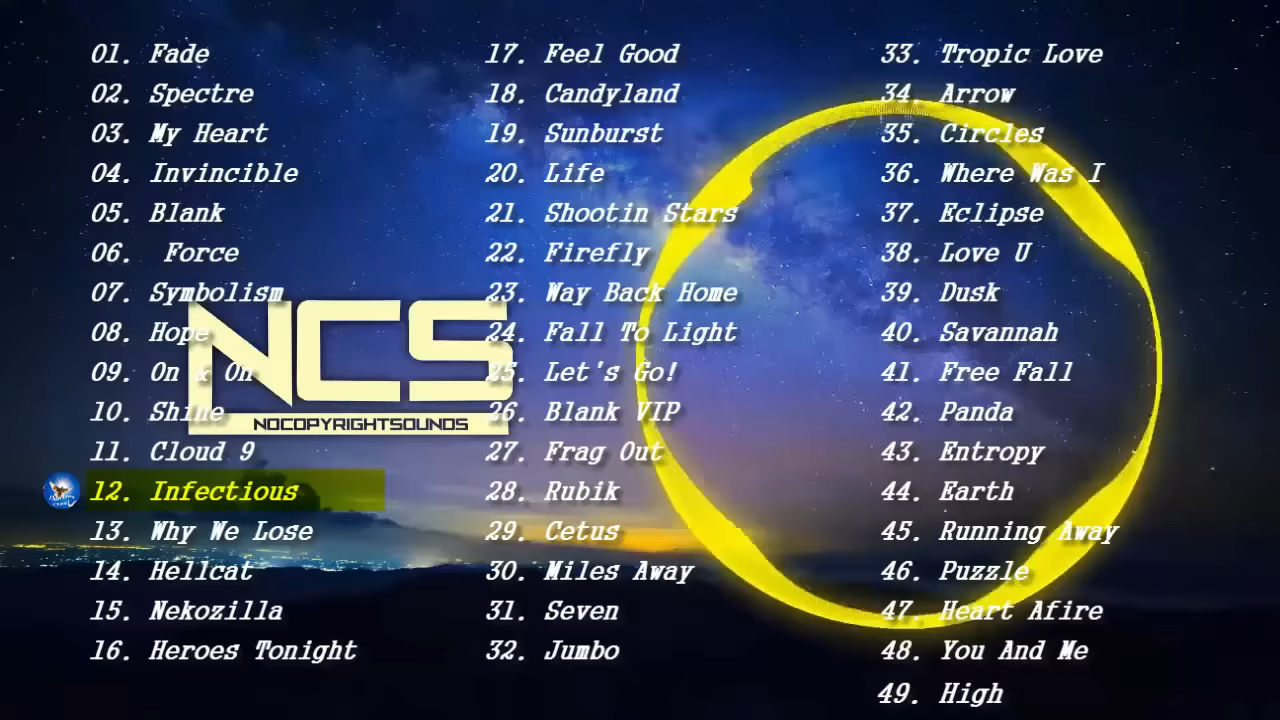 01. Fade
02. Spectre
03. My Heart
04. Invincible
05. Blank
06. Force
07. Symbolism
08. Hope
09. On & On
10. Shine
11. Cloud 9
12. Infectious
13. Why We Lose
14. Hellcat
15. Nekozilla
16. Heroes Tonight
NCS
NOCOPYRIGHTSOUNDS
17. Feel Good
18. Candyland
19. Sunburst
20. Life
21. Shootin Stars
22. Firefly
23. Way Back Home
24. Fall To Light
25. Let's Go!
26. Blank VIP
27. Frag Out
28. Rubik
29. Cetus
30. Miles Away
31. Seven
32. Jumbo
33. Tropic Love
34. Arrow
35. Circles
36. Where Was I
37. Eclipse
38. Love U
39. Dusk
40. Savannah
41. Free Fall
42. Panda
43. Entropy
44. Earth
45. Running Away
46. Puzzle
47. Heart Afire
48. You And Me
49. High